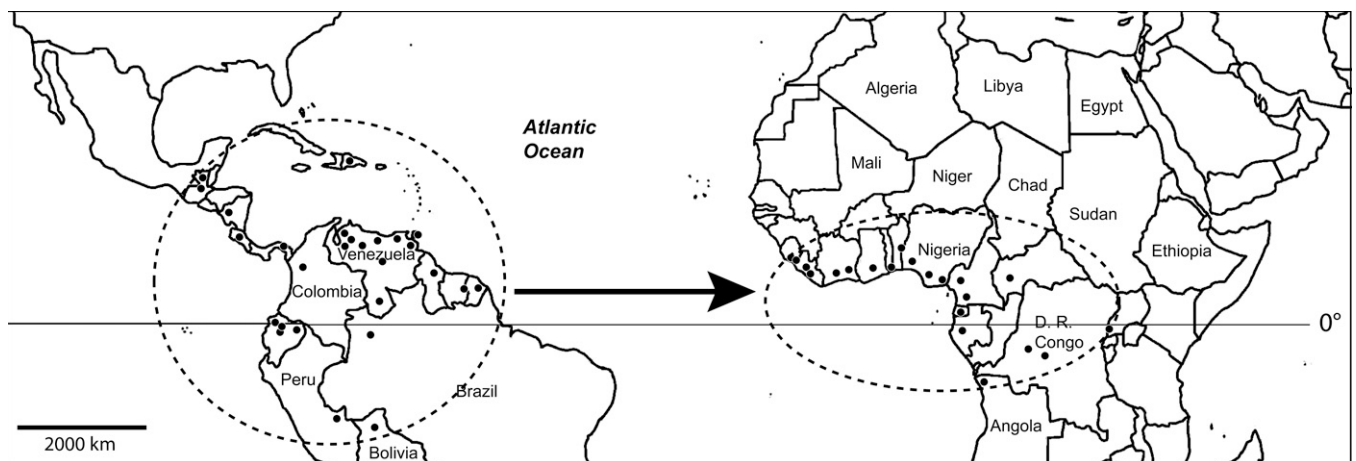 Atlantic
Ocean
Algeria
Libya
Egypt
Mali
Niger
Chad
Sudan
Nigeria
Ethiopia
Venezuela
Colombia
0°
D. R.
Congo
Peru
Brazil
Angola
2000 km
Bolivia